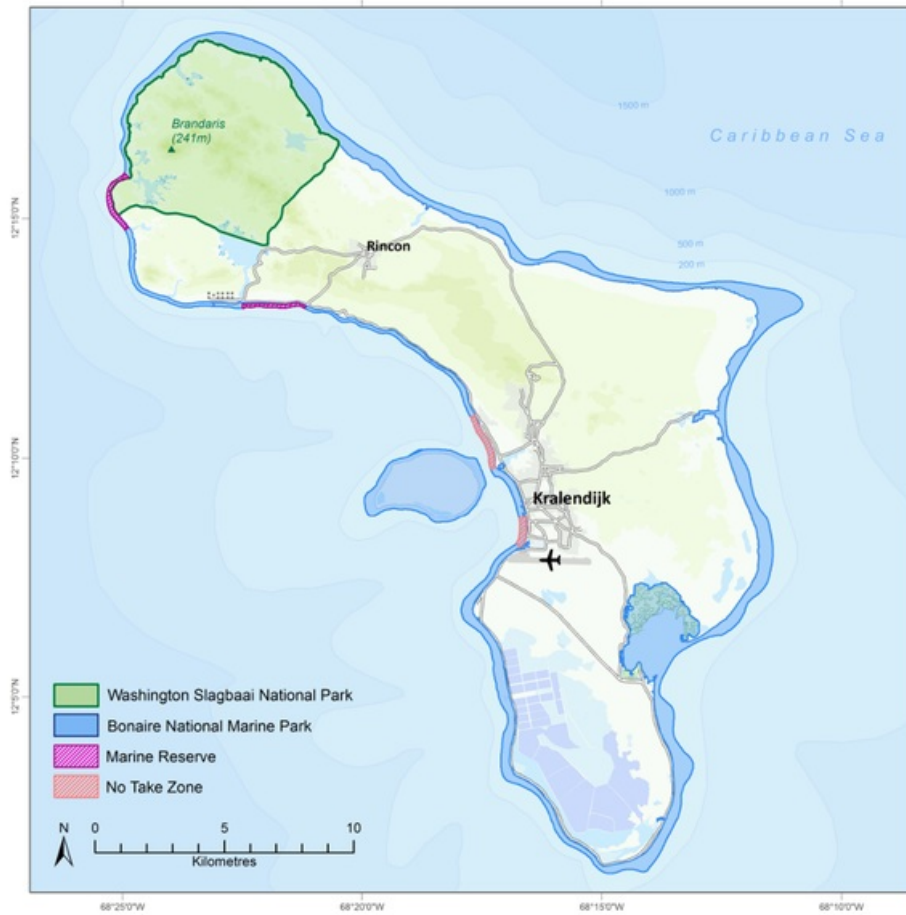 1500 m
Caribbean Sea
Brandaris
(241m)
1000 m
12°15'0"N
Rincon
500 m
200 m
12°10'0"N
Kralendijk
12°5'0"N
Washington Slagbaai National Park
Bonaire National Marine Park
Marine Reserve
No Take Zone
N
0 5 10
Kilometres
68°25'0"W 68°20'0"W 68°15'0"W 68°10'0"W